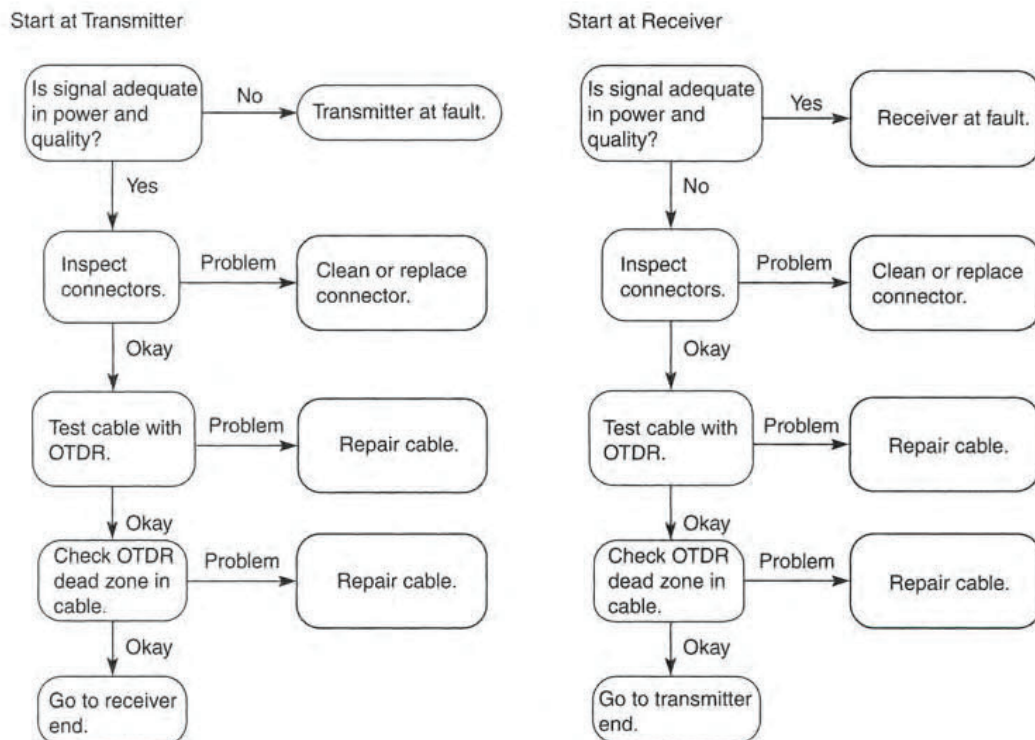 Start at Transmitter
Is signal adequate
in power and
quality?
No
Transmitter at fault.
Yes
Inspect
connectors.
Problem
Clean or replace
connector.
Okay
Test cable with
OTDR.
Problem
Repair cable.
Okay
Check OTDR
dead zone in
cable.
Problem
Repair cable.
Okay
Go to receiver
end.
Start at Receiver
Is signal adequate
in power and
quality?
Yes
Receiver at fault.
No
Inspect
connectors.
Problem
Clean or replace
connector.
Okay
Test cable with
OTDR.
Problem
Repair cable.
Okay
Check OTDR
dead zone in
cable.
Problem
Repair cable.
Okay
Go to transmitter
end.